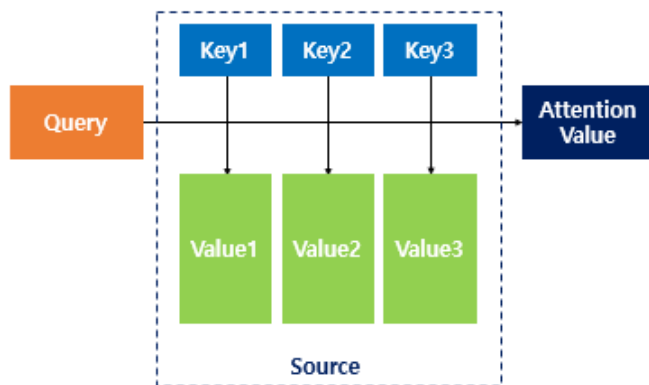 Key1 Key2 Key3
Query
Attention
Value
Value1 Value2 Value3
Source